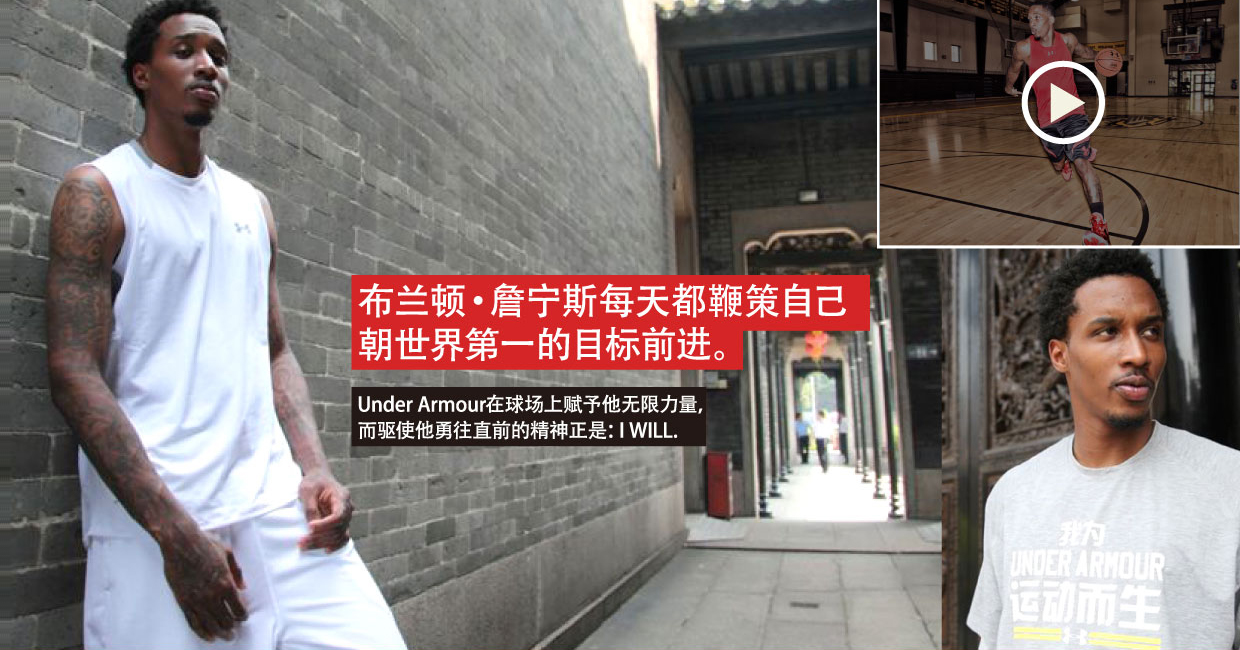 布兰顿•詹宁斯每天都鞭策自己
朝世界第一的目标前进。
Under Armour在球场上赋予他无限力量,
而驱使他勇往直前的精神正是: I WILL.
我为
UNDER ARMOUR
运动而生